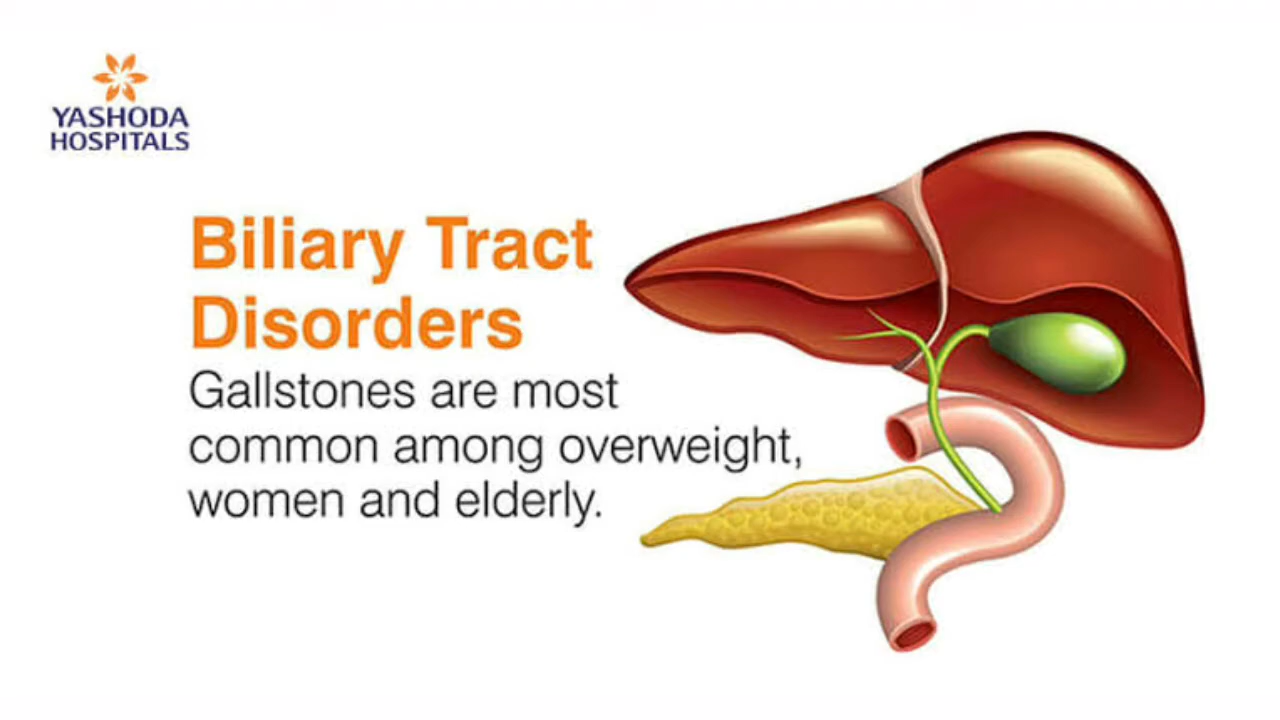 YASHODA
HOSPITALS
Biliary Tract
Disorders
Gallstones are most
common among overweight,
women and elderly.